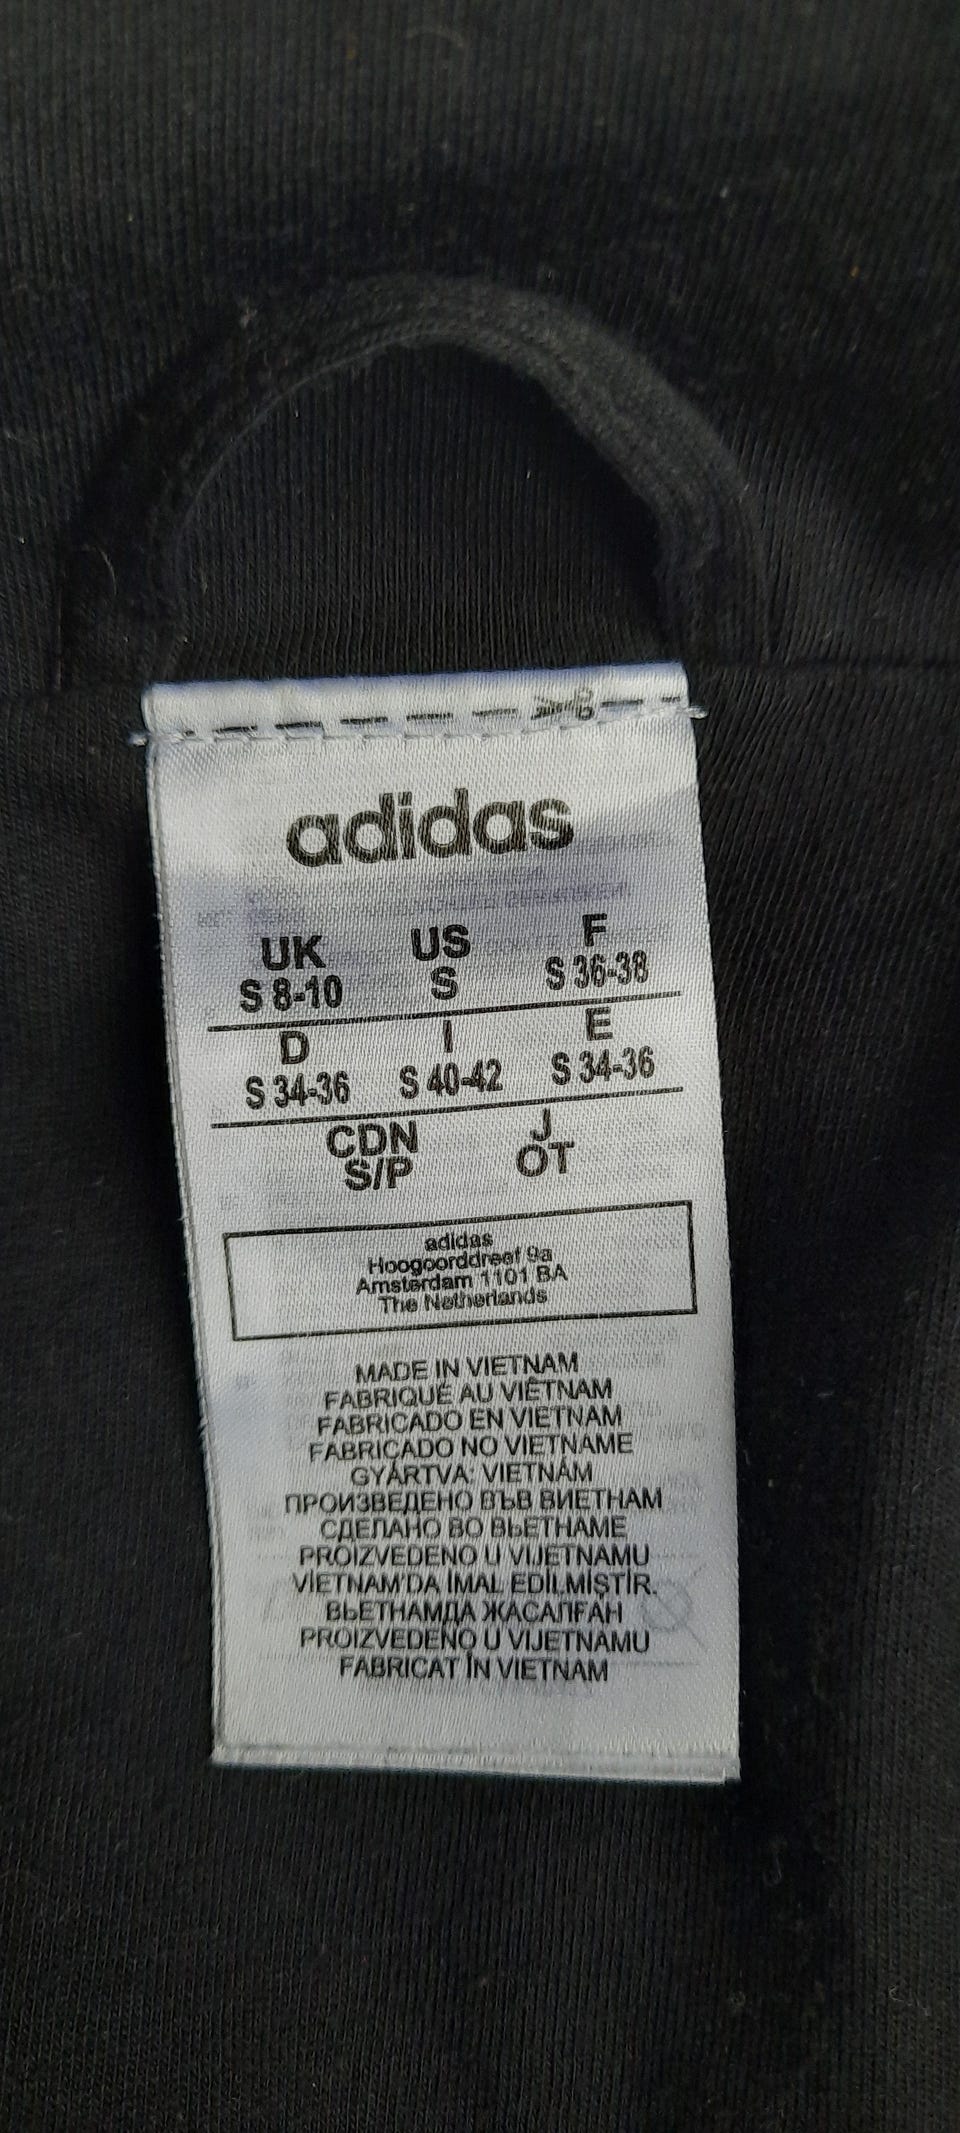 adidas
UK US F
S 8-10 S S 36-38
D I E
S 34-36 S 40-42 S 34-36
CDN J
S/P OT
adidas
Hoogoorddreef 9a
Amsterdam 1101 BA
The Netherlands
MADE IN VIETNAM
FABRIQUÉ AU VIÊTNAM
FABRICADO EN VIETNAM
FABRICADO NO VIETNAME
GYÁRTVA: VIETNÁM
ПРОИЗВЕДЕНО ВЪВ ВИЕТНАМ
СДЕЛАНО ВО ВЬЕТНАМЕ
PROIZVEDENO U VIJETNAMU
VİETNAM'DA İMAL EDİLMİŞTİR.
ВЬЕТНАМДА ЖАСАЛҒАН
PROIZVEDENO U VIJETNAMU
FABRICAT ÎN VIETNAM